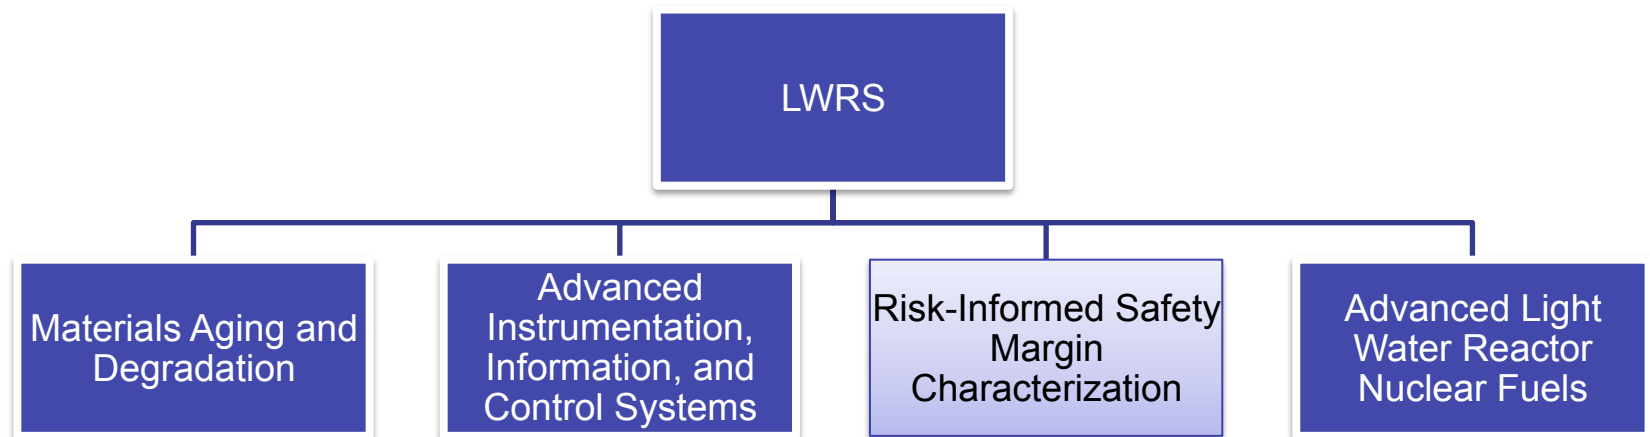 LWRS
Materials Aging and
Degradation
Advanced
Instrumentation,
Information, and
Control Systems
Risk-Informed Safety
Margin
Characterization
Advanced Light
Water Reactor
Nuclear Fuels